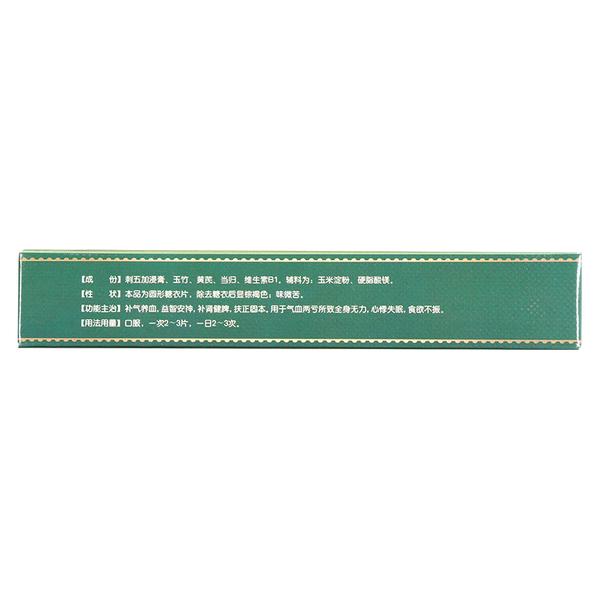 【成　　份】刺五加浸膏、玉竹、黄芪、当归、维生素B1。辅料为：玉米淀粉、硬脂酸镁。
【性　　状】本品为圆形糖衣片，除去糖衣后显棕褐色；味微苦。
【功能主治】补气养血，益智安神，补肾健脾，扶正固本，用于气血两亏所致全身无力，心悸失眠，食欲不振。
【用法用量】口服，一次2～3片，一日2～3次。